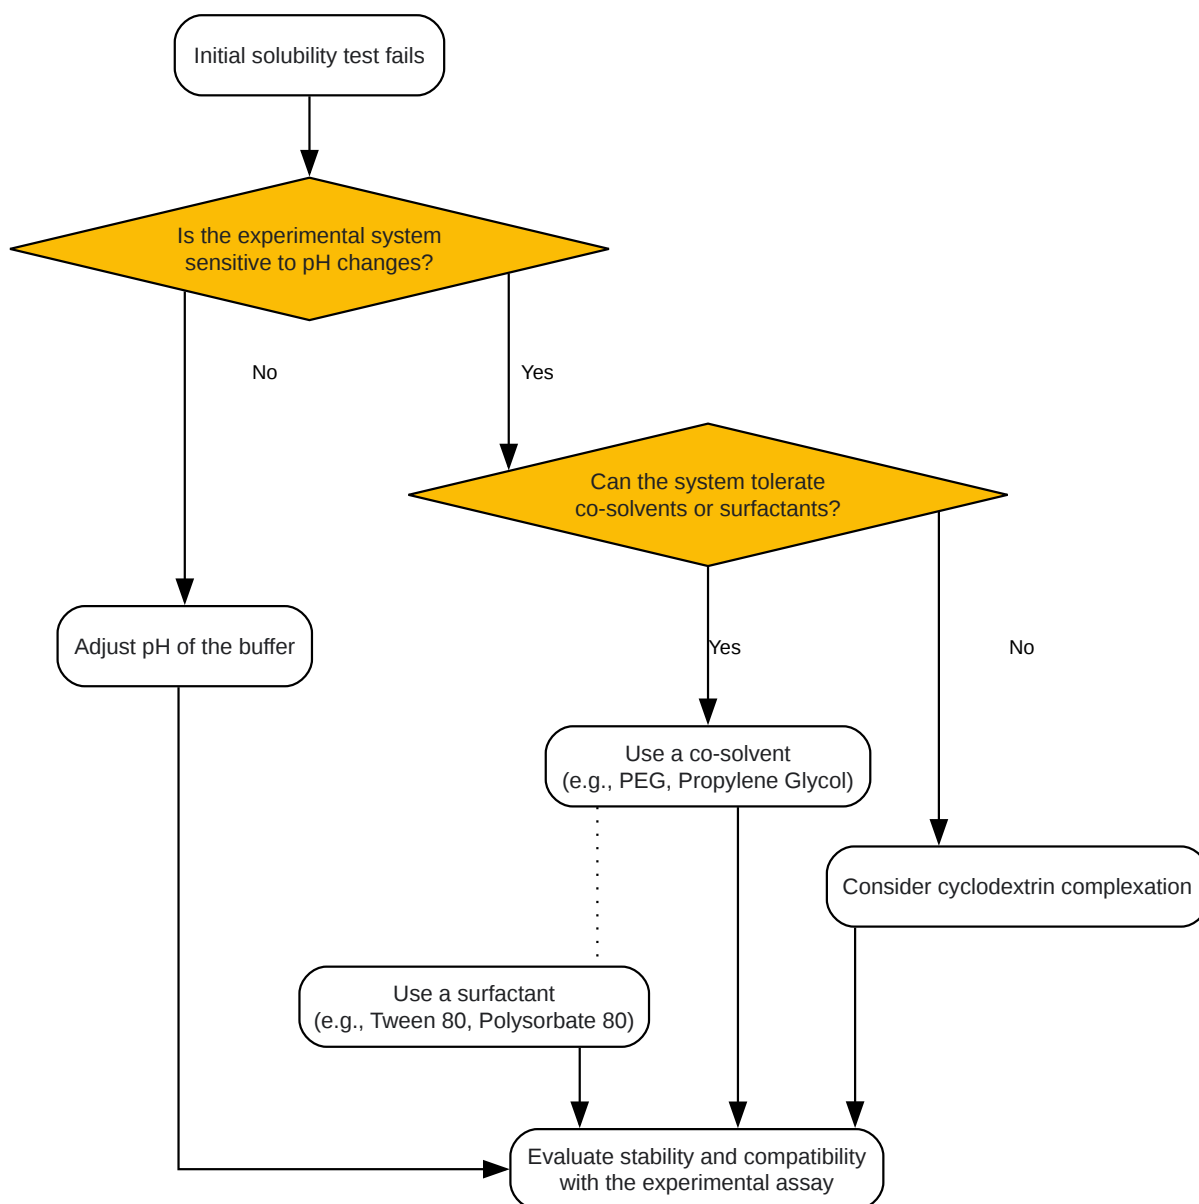 Initial solubility test fails
Is the experimental system
sensitive to pH changes?
No
Yes
Can the system tolerate
co-solvents or surfactants?
Adjust pH of the buffer
Yes
No
Use a co-solvent
(e.g., PEG, Propylene Glycol)
Consider cyclodextrin complexation
Use a surfactant
(e.g., Tween 80, Polysorbate 80)
Evaluate stability and compatibility
with the experimental assay